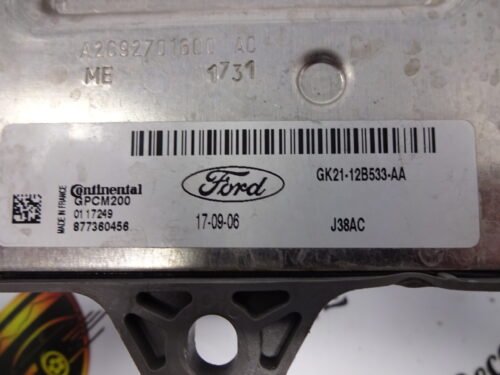 A2C92701600 AC
ME 1731
MADE IN FRANCE
Continental
GPCM200
0117249
877360456
Ford
17-09-06
GK21-12B533-AA
J38AC